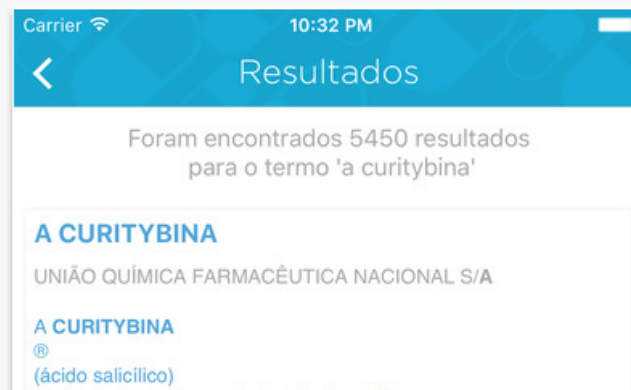 Carrier 10:32 PM
Resultados
Foram encontrados 5450 resultados
para o termo 'a curitybina'
A CURITYBINA
UNIÃO QUÍMICA FARMACÊUTICA NACIONAL S/A
A CURITYBINA
®
(ácido salicílico)